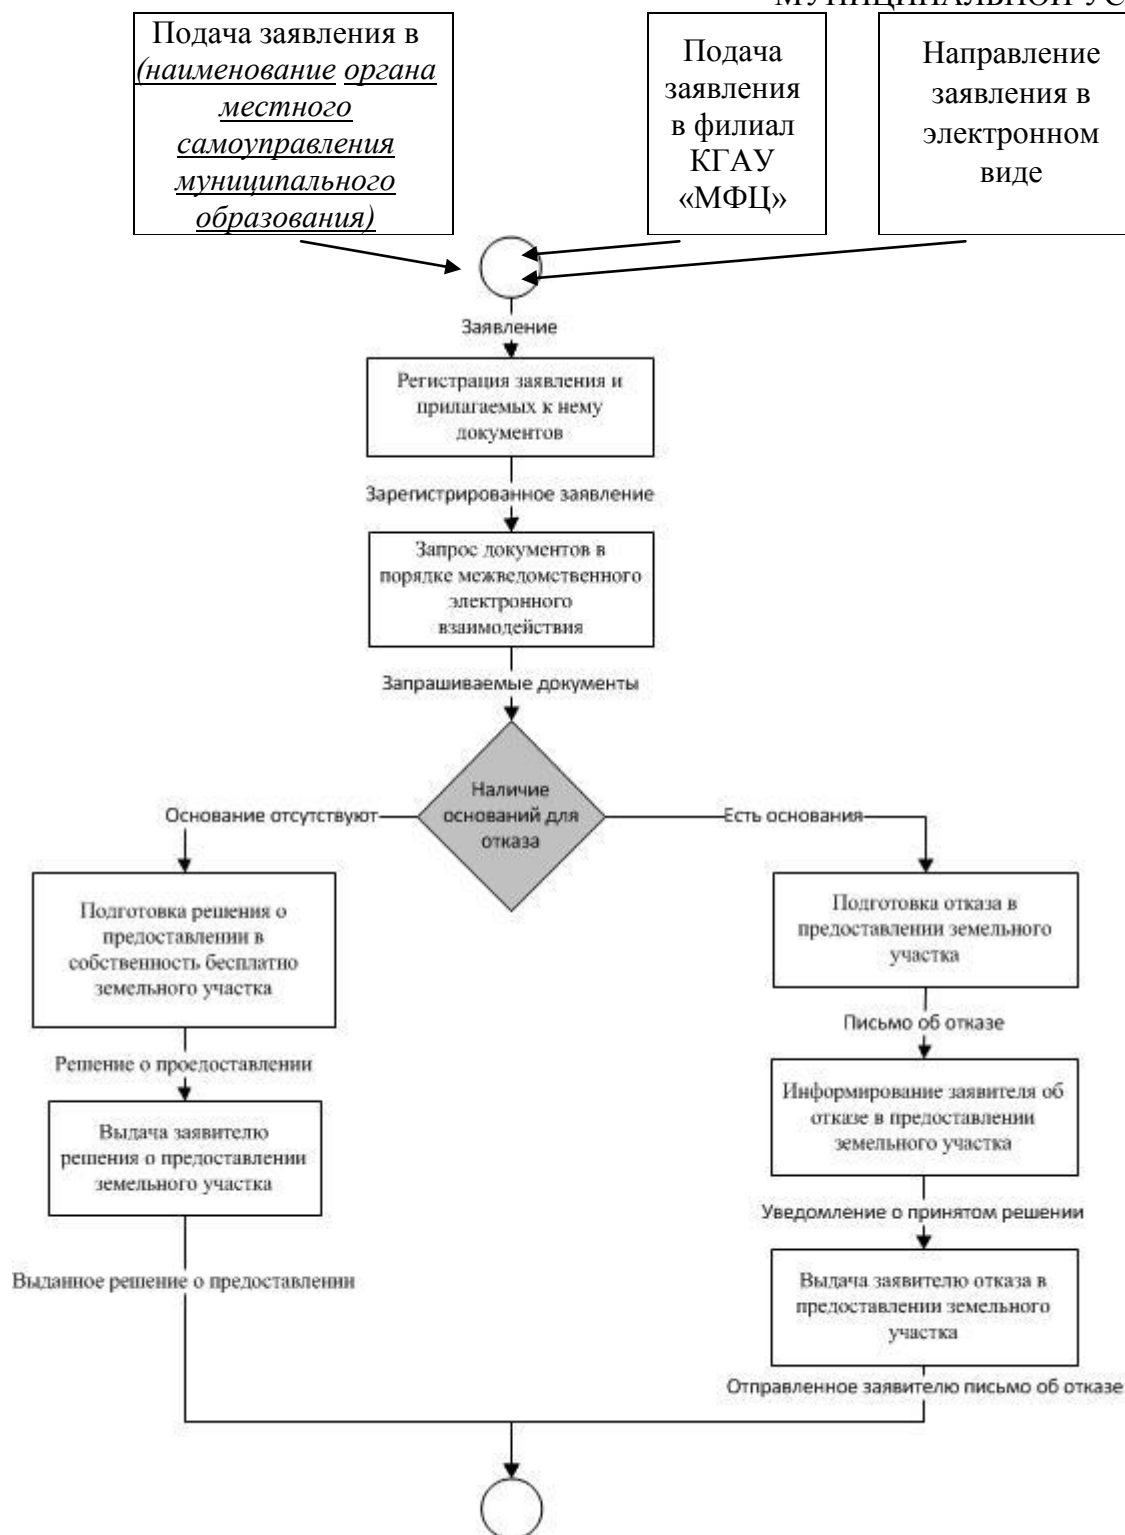 Подача заявления в
(наименование органа
местного
самоуправления
муниципального
образования)
Подача
заявления
в филиал
КГАУ
«МФЦ»
Направление
заявления в
электронном
виде
Заявление
Регистрация заявления и
прилагаемых к нему
документов
Зарегистрированное заявление
Запрос документов в
порядке межведомственного
электронного
взаимодействия
Запрашиваемые документы
Наличие
оснований для
отказа
Основание отсутствуют
Есть основания
Подготовка решения о
предоставлении в
собственность бесплатно
земельного участка
Решение о проедоставлении
Выдача заявителю
решения о предоставлении
земельного участка
Выданное решение о предоставлении
Подготовка отказа в
предоставлении земельного
участка
Письмо об отказе
Информирование заявителя об
отказе в предоставлении
земельного участка
Уведомление о принятом решении
Выдача заявителю отказа в
предоставлении земельного
участка
Отправленное заявителю письмо об отказе